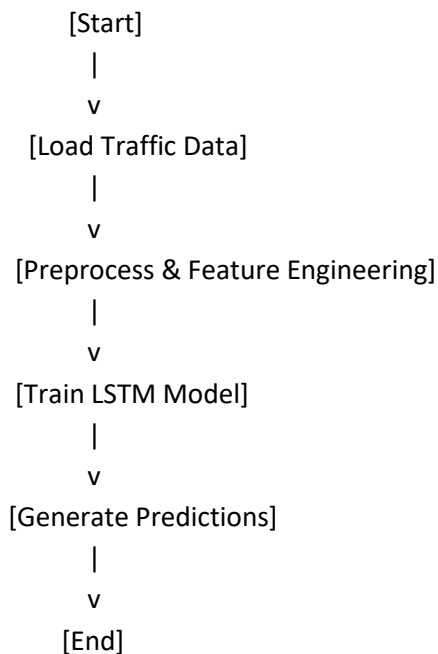 [Start]
|
v
[Load Traffic Data]
|
v
[Preprocess & Feature Engineering]
|
v
[Train LSTM Model]
|
v
[Generate Predictions]
|
v
[End]